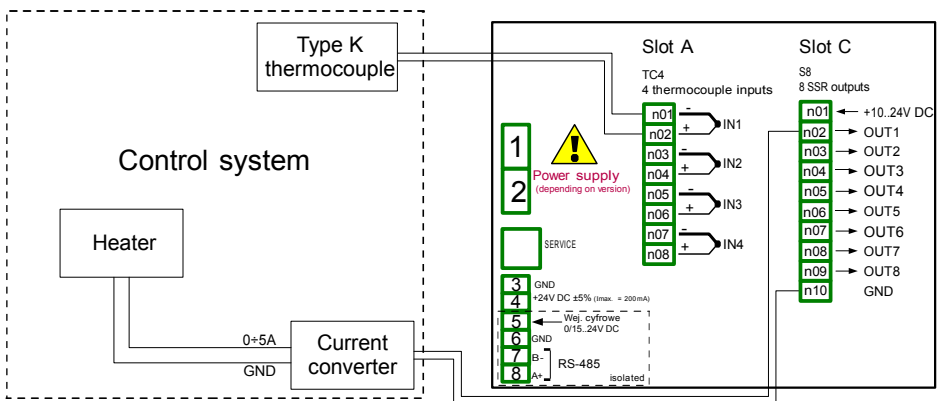 Type K
thermocouple
Control system
Heater
0÷5A
GND
Current
converter
1
2
Power supply
(depending on version)
SERVICE
3 GND
4 +24V DC ±5% (Imax. = 200mA)
5 Wej. cyfrowe
0/15..24V DC
6 GND
7 B-
8 A+
RS-485
isolated
Slot A
TC4
4 thermocouple inputs
n01 -
n02 + IN1
n03 -
n04 + IN2
n05 -
n06 + IN3
n07 -
n08 + IN4
Slot C
S8
8 SSR outputs
n01 +10..24V DC
n02 OUT1
n03 OUT2
n04 OUT3
n05 OUT4
n06 OUT5
n07 OUT6
n08 OUT7
n09 OUT8
n10 GND